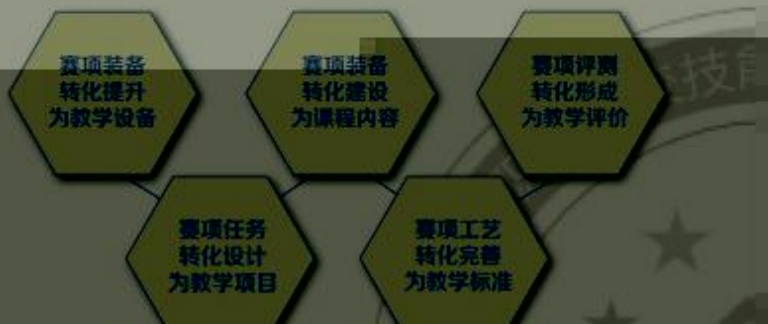 赛项装备
转化提升
为教学设备
赛项装备
转化建设
为课程内容
赛项评测
转化形成
为教学评价
技能
赛项任务
转化设计
为教学项目
赛项工艺
转化完善
为教学标准